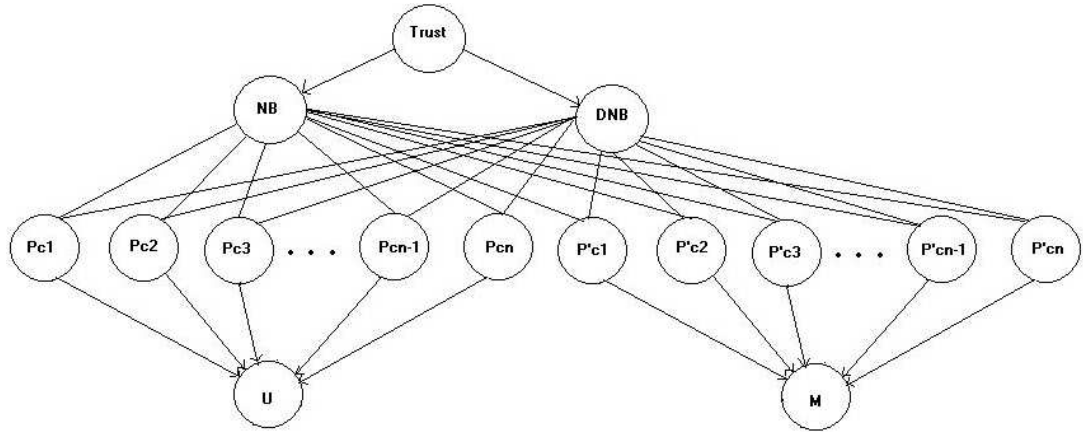 Trust
NB
DNB
Pc1 Pc2 Pc3 . . . Pcn-1 Pcn P'c1 P'c2 P'c3 . . . P'cn-1 P'cn
U
M